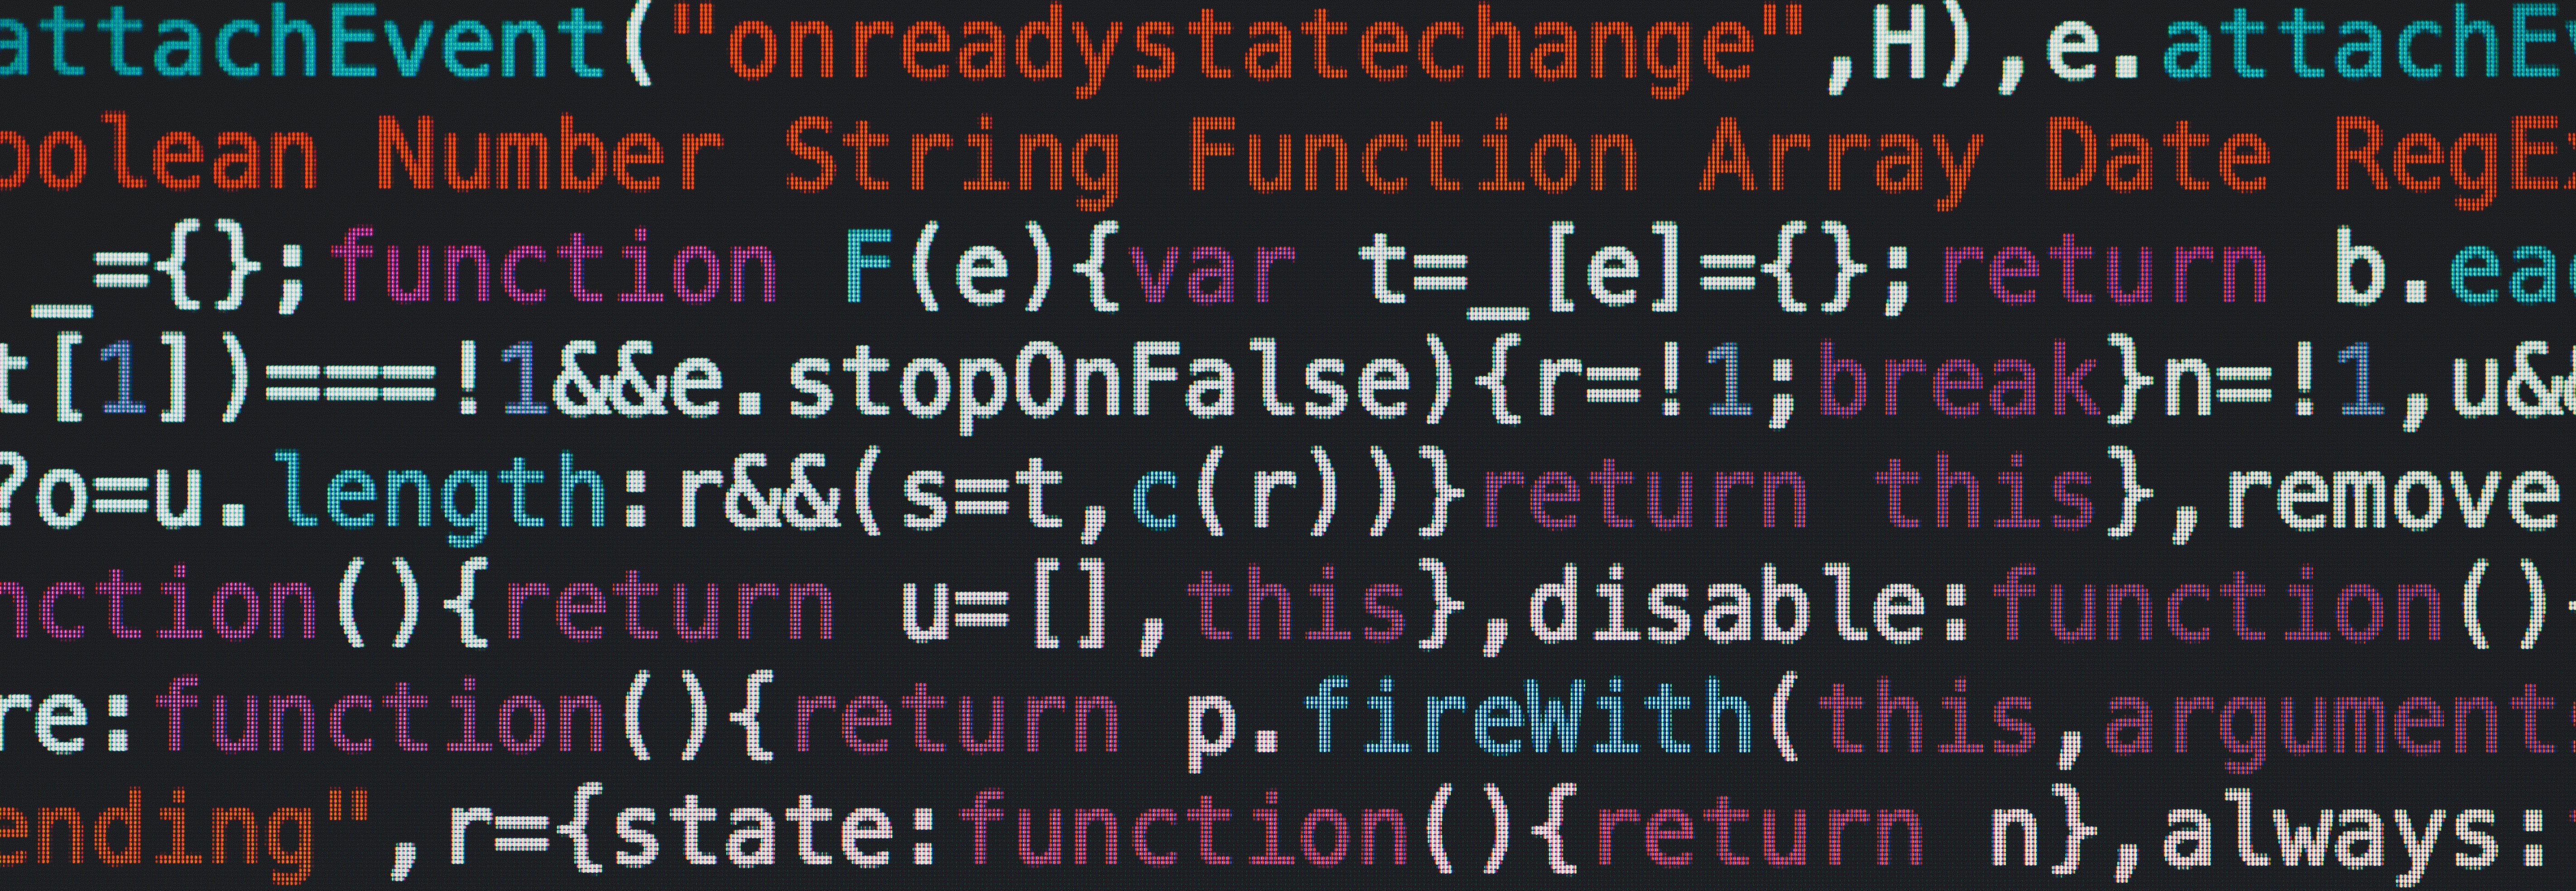 attachEvent("onreadystatechange",H),e.attachE
oolean Number String Function Array Date RegE
_={};function F(e){var t=_[e]={};return b.eac
t[1])===!1&&e.stopOnFalse){r=!1;break}n=!1,u&&
?o=u.length:r&&(s=t,c(r))}return this},remove
nction(){return u=[],this},disable:function()
re:function(){return p.fireWith(this,arguments
ending",r={state:function(){return n},always: